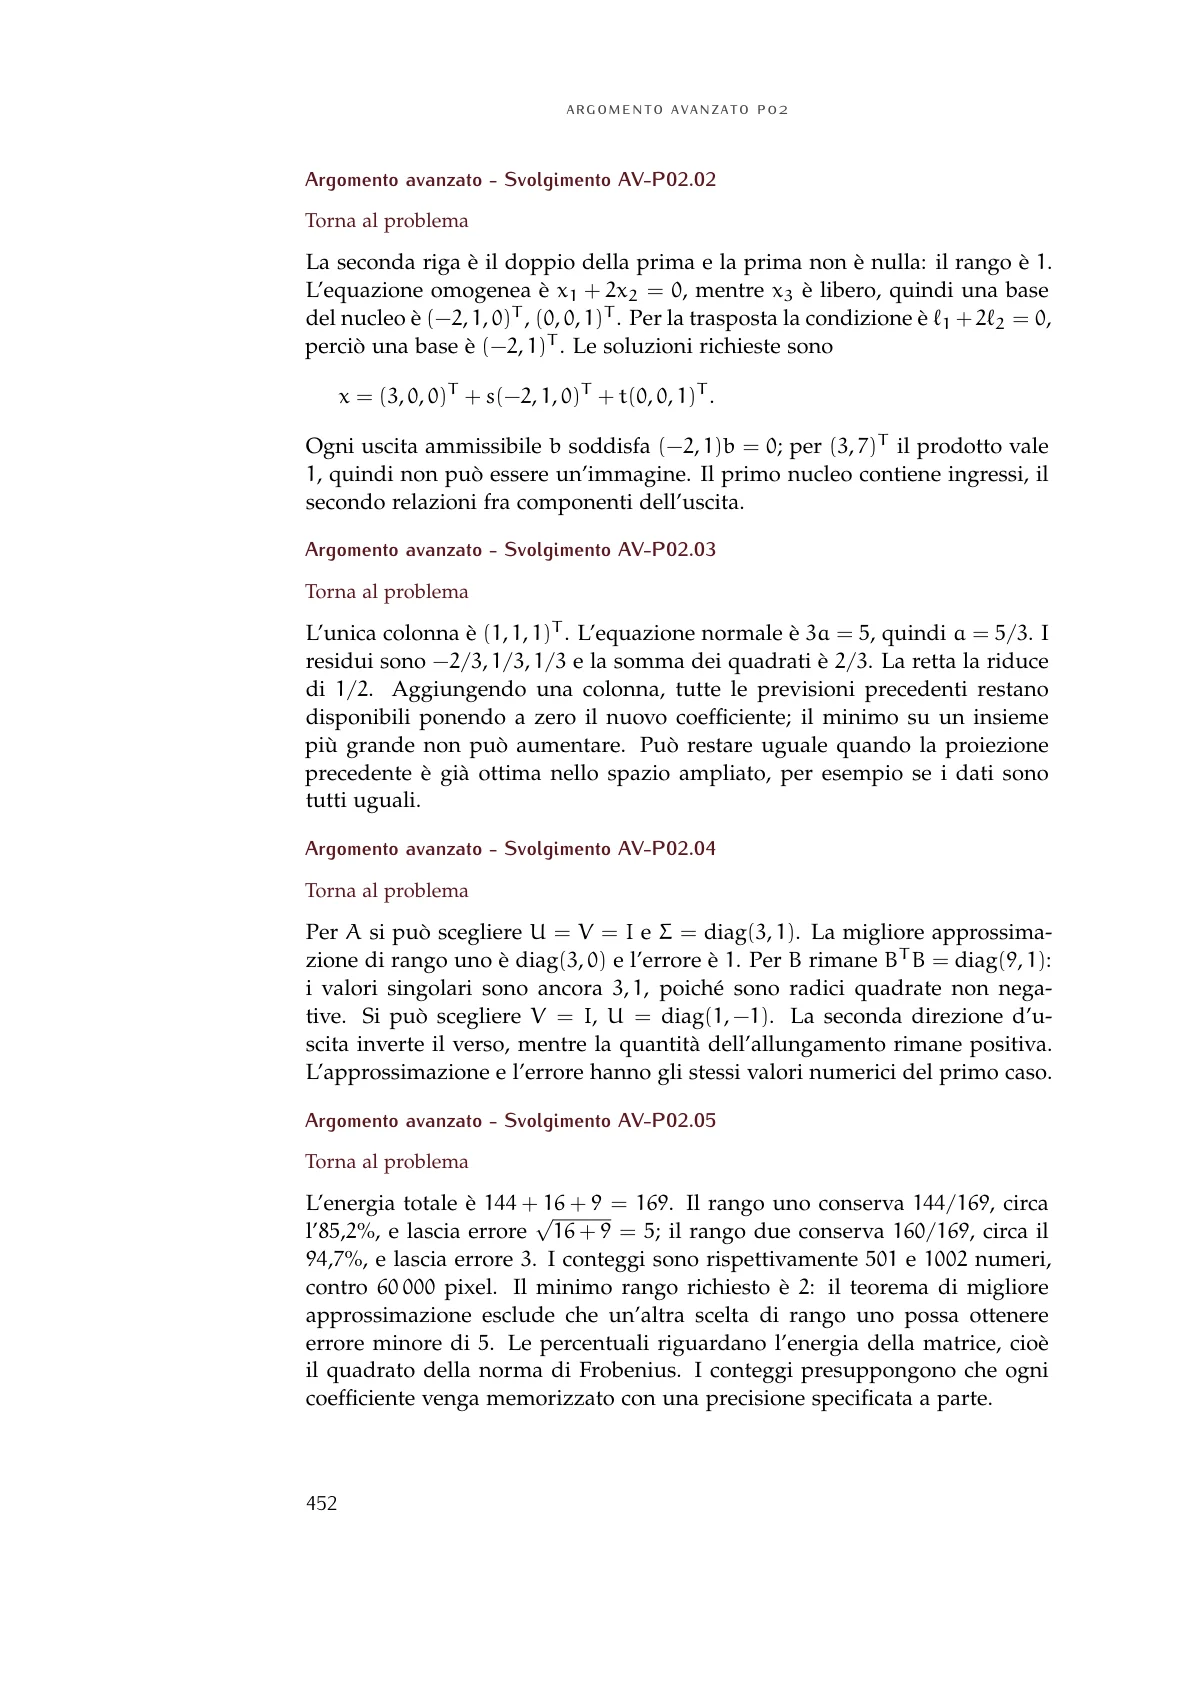 ARGOMENTO AVANZATO P02
Argomento avanzato – Svolgimento AV-P02.02
Torna al problema
La seconda riga è il doppio della prima e la prima non è nulla: il rango è 1.
L'equazione omogenea è x₁ + 2x₂ = 0, mentre x₃ è libero, quindi una base
del nucleo è (−2, 1, 0)ᵀ, (0, 0, 1)ᵀ. Per la trasposta la condizione è ℓ₁ + 2ℓ₂ = 0,
perciò una base è (−2, 1)ᵀ. Le soluzioni richieste sono
x = (3, 0, 0)ᵀ + s(−2, 1, 0)ᵀ + t(0, 0, 1)ᵀ.
Ogni uscita ammissibile b soddisfa (−2, 1)b = 0; per (3, 7)ᵀ il prodotto vale
1, quindi non può essere un'immagine. Il primo nucleo contiene ingressi, il
secondo relazioni fra componenti dell'uscita.
Argomento avanzato – Svolgimento AV-P02.03
Torna al problema
L'unica colonna è (1, 1, 1)ᵀ. L'equazione normale è 3a = 5, quindi a = 5/3. I
residui sono −2/3, 1/3, 1/3 e la somma dei quadrati è 2/3. La retta la riduce
di 1/2. Aggiungendo una colonna, tutte le previsioni precedenti restano
disponibili ponendo a zero il nuovo coefficiente; il minimo su un insieme
più grande non può aumentare. Può restare uguale quando la proiezione
precedente è già ottima nello spazio ampliato, per esempio se i dati sono
tutti uguali.
Argomento avanzato – Svolgimento AV-P02.04
Torna al problema
Per A si può scegliere U = V = I e Σ = diag(3, 1). La migliore approssima-
zione di rango uno è diag(3, 0) e l'errore è 1. Per B rimane BᵀB = diag(9, 1):
i valori singolari sono ancora 3, 1, poiché sono radici quadrate non nega-
tive. Si può scegliere V = I, U = diag(1, −1). La seconda direzione d'u-
scita inverte il verso, mentre la quantità dell'allungamento rimane positiva.
L'approssimazione e l'errore hanno gli stessi valori numerici del primo caso.
Argomento avanzato – Svolgimento AV-P02.05
Torna al problema
L'energia totale è 144 + 16 + 9 = 169. Il rango uno conserva 144/169, circa
l'85,2%, e lascia errore √(16 + 9) = 5; il rango due conserva 160/169, circa il
94,7%, e lascia errore 3. I conteggi sono rispettivamente 501 e 1002 numeri,
contro 60 000 pixel. Il minimo rango richiesto è 2: il teorema di migliore
approssimazione esclude che un'altra scelta di rango uno possa ottenere
errore minore di 5. Le percentuali riguardano l'energia della matrice, cioè
il quadrato della norma di Frobenius. I conteggi presuppongono che ogni
coefficiente venga memorizzato con una precisione specificata a parte.
452